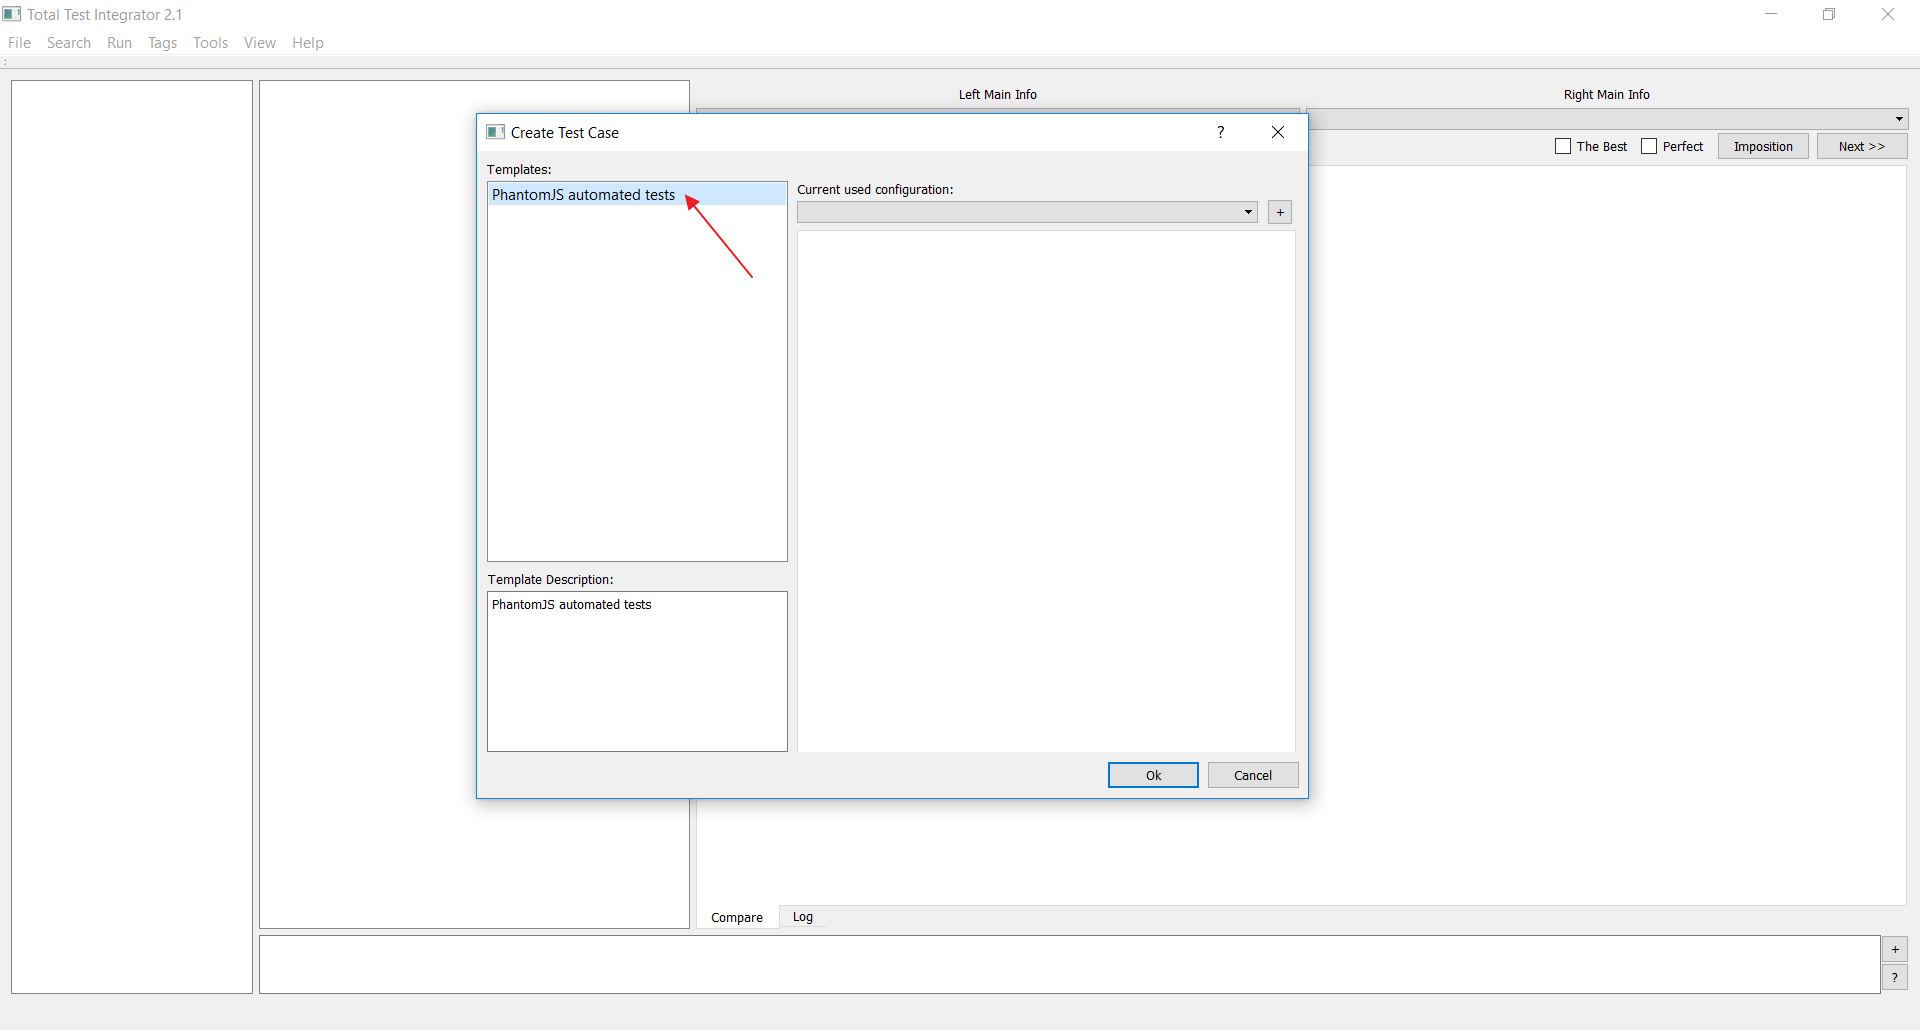 Total Test Integrator 2.1
File Search Run Tags Tools View Help
Left Main Info
Right Main Info
Create Test Case
?
The Best
Perfect
Imposition
Next >>
Templates:
PhantomJS automated tests
Current used configuration:
+
Template Description:
PhantomJS automated tests
Ok
Cancel
Compare
Log
+
?